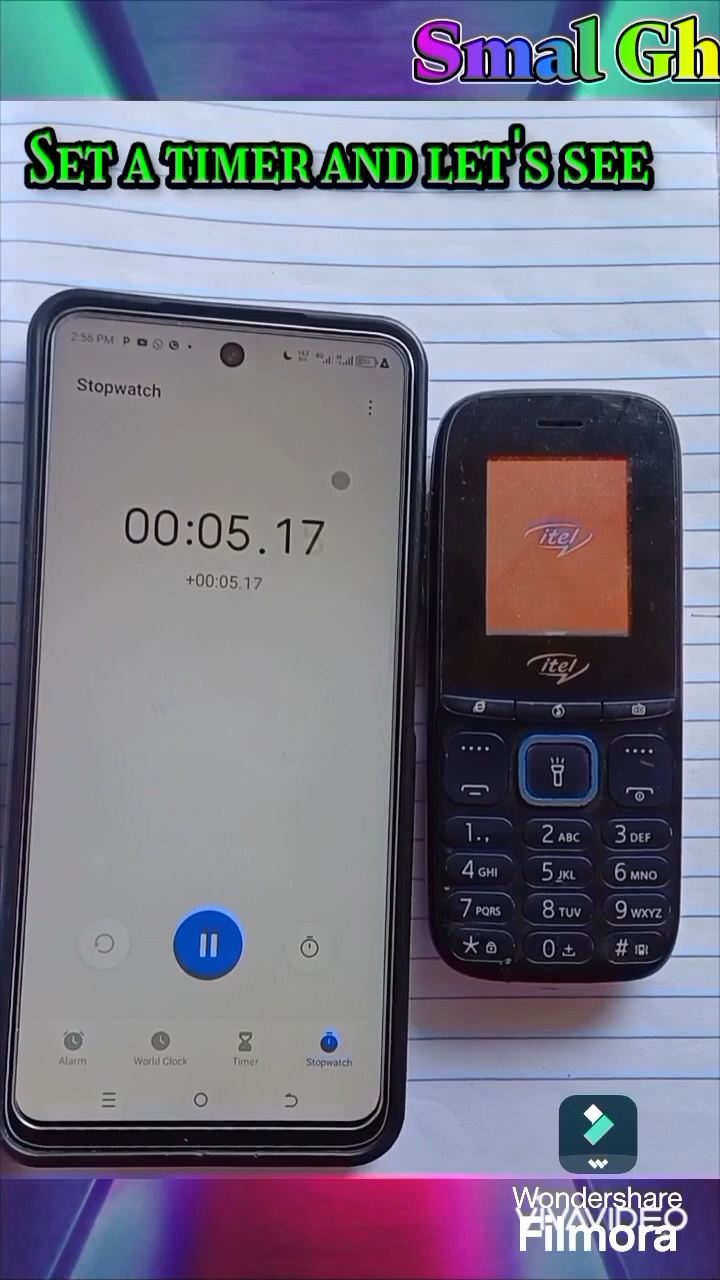 Smal Gh
SET A TIMER AND LET'S SEE
2:56 PM
Stopwatch
00:05.17
+00:05.17
Alarm
World Clock
Timer
Stopwatch
itel
itel
1.,
2 ABC
3 DEF
4 GHI
5 JKL
6 MNO
7 PQRS
8 TUV
9 WXYZ
*
0
#
Wondershare
VIVAVIDEO
Filmora